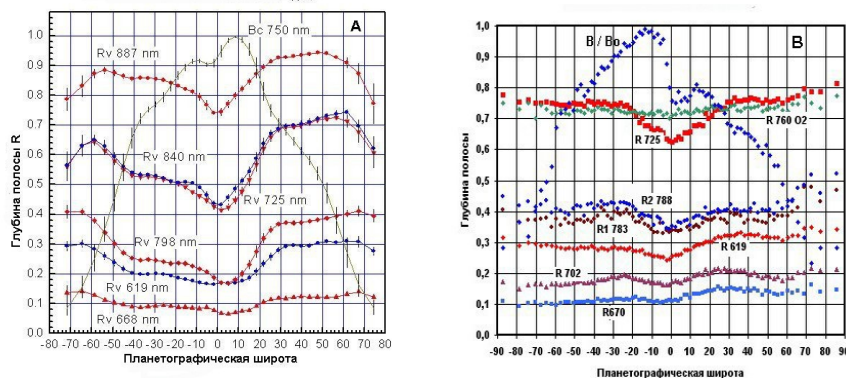 A
Bc 750 nm
Rv 887 nm
Rv 840 nm
Rv 725 nm
Rv 798 nm
Rv 619 nm
Rv 668 nm
Глубина полосы R
1.0
0.9
0.8
0.7
0.6
0.5
0.4
0.3
0.2
0.1
0.0
-80 -70 -60 -50 -40 -30 -20 -10 0 10 20 30 40 50 60 70 80
Планетографическая широта
B
B / Bo
R 760 O2
R 725
R2 788
R1 783
R 619
R 702
R670
Глубина полосы
1,0
0,9
0,8
0,7
0,6
0,5
0,4
0,3
0,2
0,1
0,0
-90 -80 -70 -60 -50 -40 -30 -20 -10 0 10 20 30 40 50 60 70 80 90
Планетографическая широта